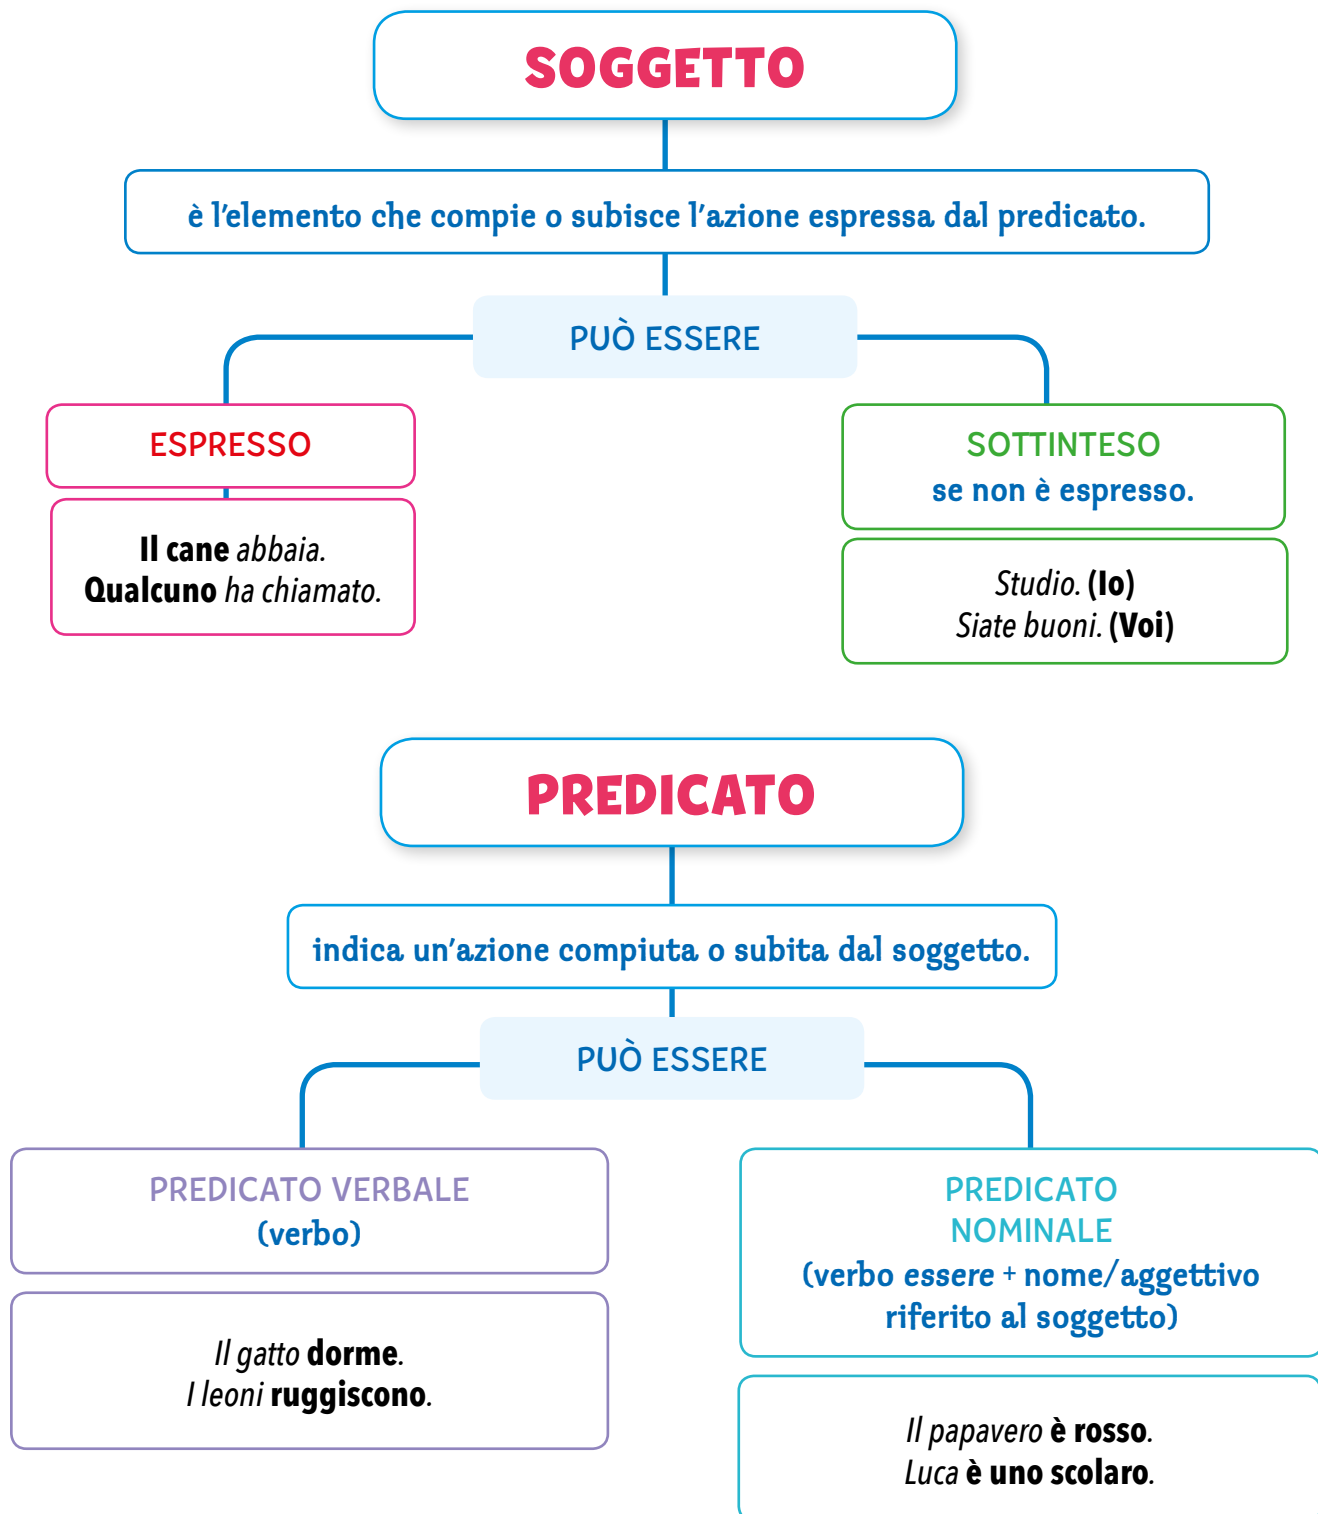 SOGGETTO
è l'elemento che compie o subisce l'azione espressa dal predicato.
PUÒ ESSERE
ESPRESSO
Il cane abbaia.
Qualcuno ha chiamato.
SOTTINTESO
se non è espresso.
Studio. (Io)
Siate buoni. (Voi)
PREDICATO
indica un'azione compiuta o subita dal soggetto.
PUÒ ESSERE
PREDICATO VERBALE
(verbo)
Il gatto dorme.
I leoni ruggiscono.
PREDICATO
NOMINALE
(verbo essere + nome/aggettivo
riferito al soggetto)
Il papavero è rosso.
Luca è uno scolaro.